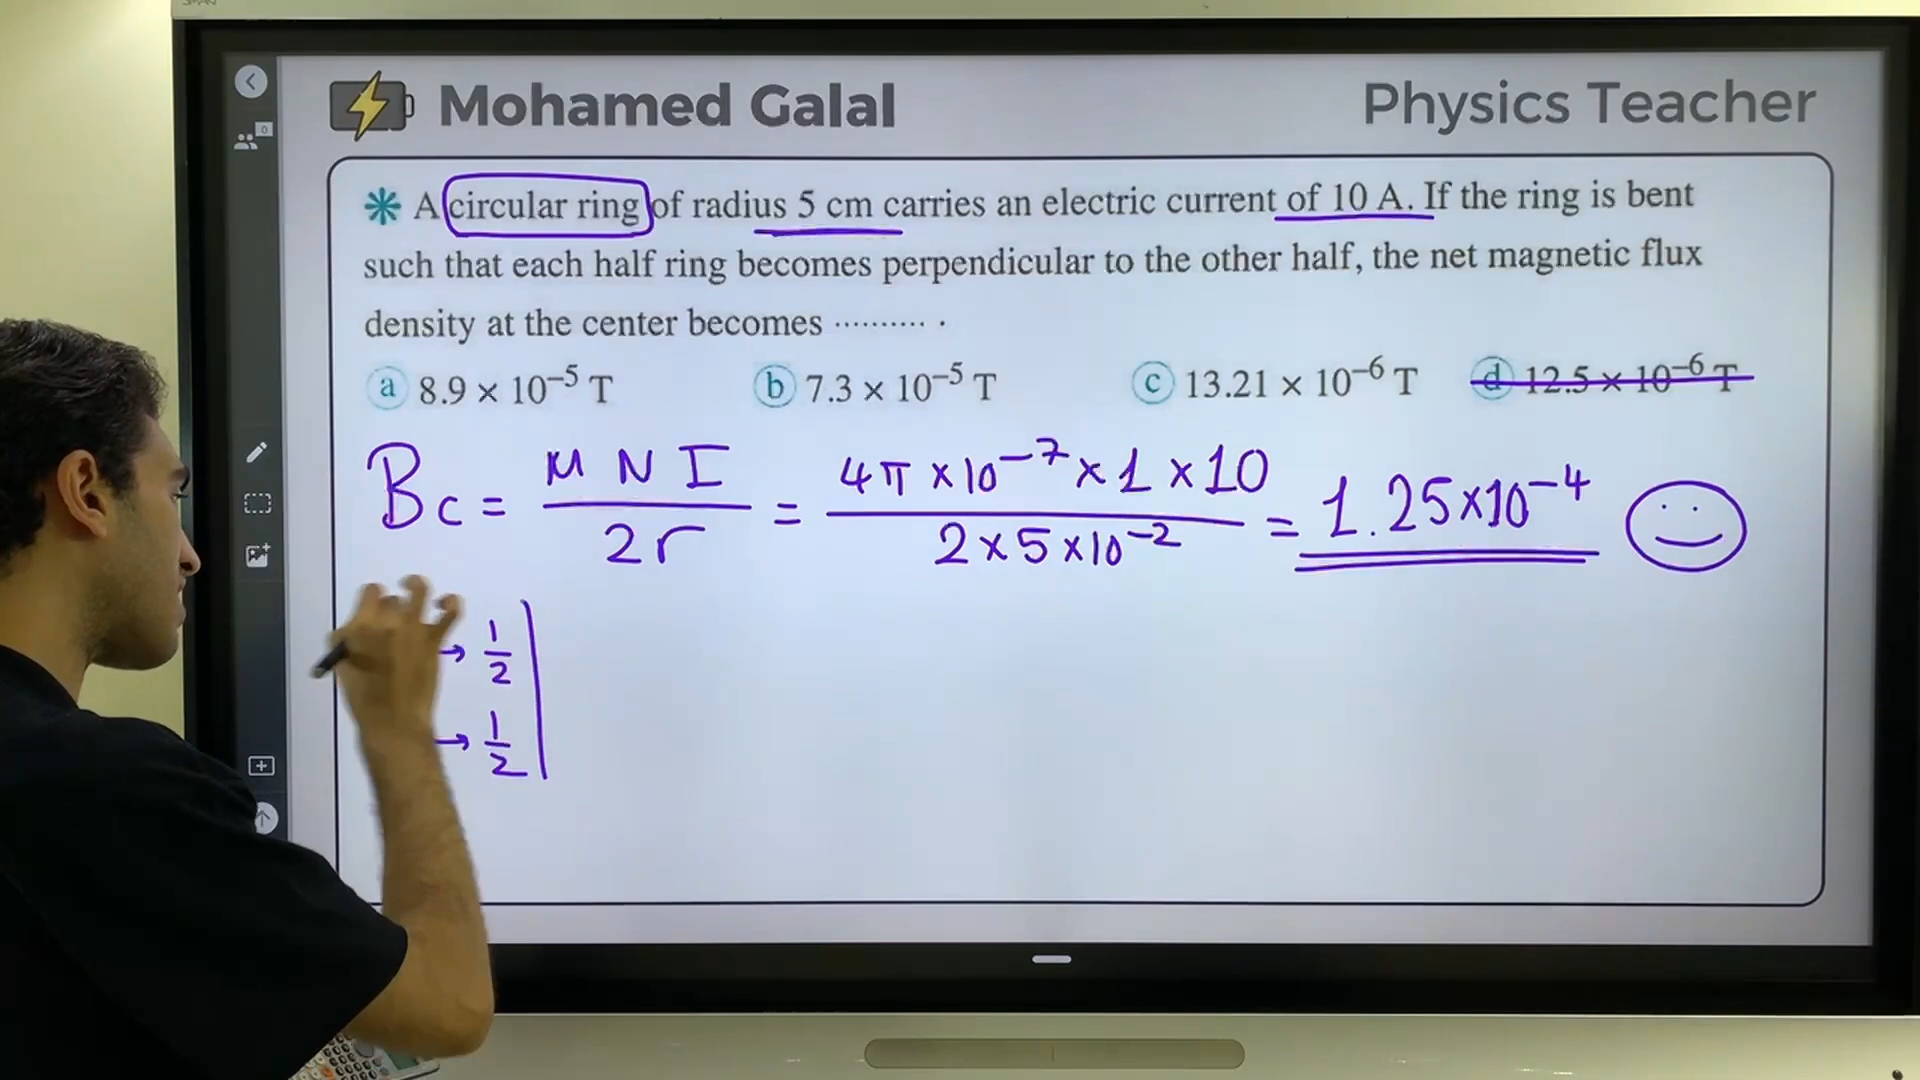 SMART
0
Mohamed Galal
Physics Teacher
A circular ring of radius 5 cm carries an electric current of 10 A. If the ring is bent
such that each half ring becomes perpendicular to the other half, the net magnetic flux
density at the center becomes .......... .
a 8.9 × 10⁻⁵ T b 7.3 × 10⁻⁵ T c 13.21 × 10⁻⁶ T d 12.5 × 10⁻⁶ T
Bc = μ N I / 2r = 4π × 10⁻⁷ × 1 × 10 / 2 × 5 × 10⁻² = 1.25 × 10⁻⁴
→ 1/2
→ 1/2